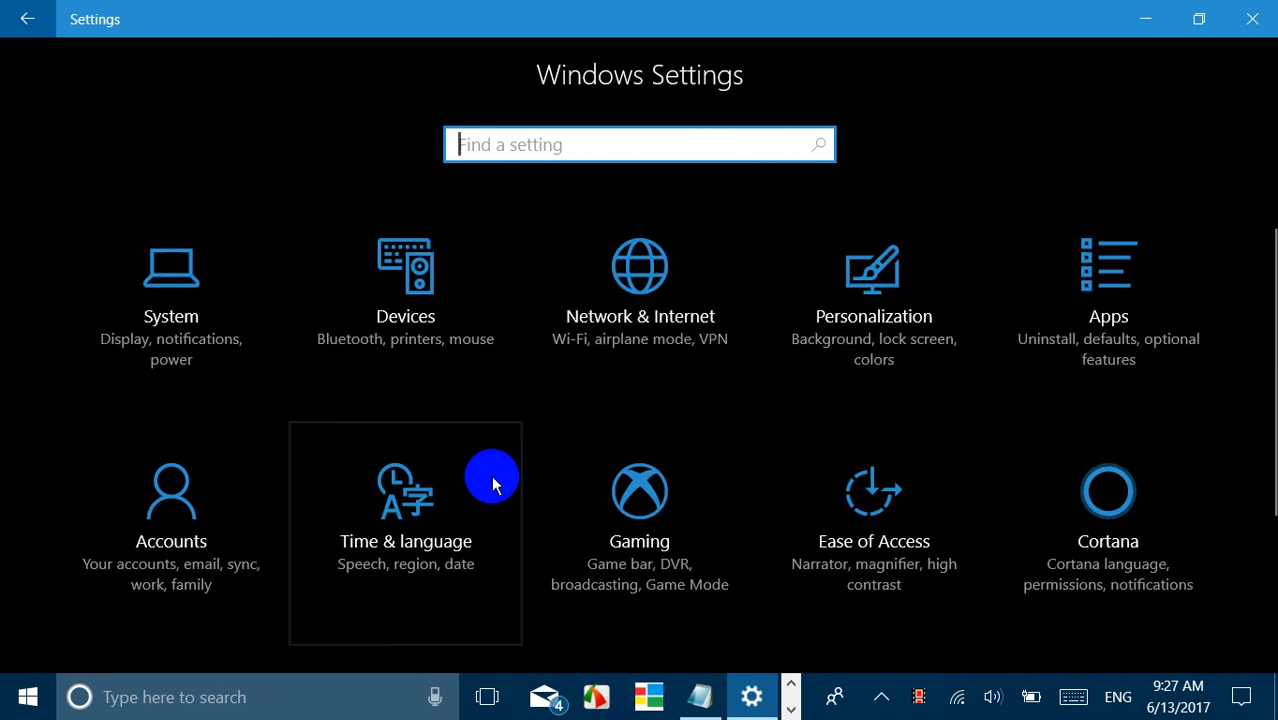 Settings
Windows Settings
Find a setting
System
Display, notifications,
power
Devices
Bluetooth, printers, mouse
Network & Internet
Wi-Fi, airplane mode, VPN
Personalization
Background, lock screen,
colors
Apps
Uninstall, defaults, optional
features
Accounts
Your accounts, email, sync,
work, family
A字
Time & language
Speech, region, date
Gaming
Game bar, DVR,
broadcasting, Game Mode
Ease of Access
Narrator, magnifier, high
contrast
Cortana
Cortana language,
permissions, notifications
Type here to search
4
ENG
9:27 AM
6/13/2017